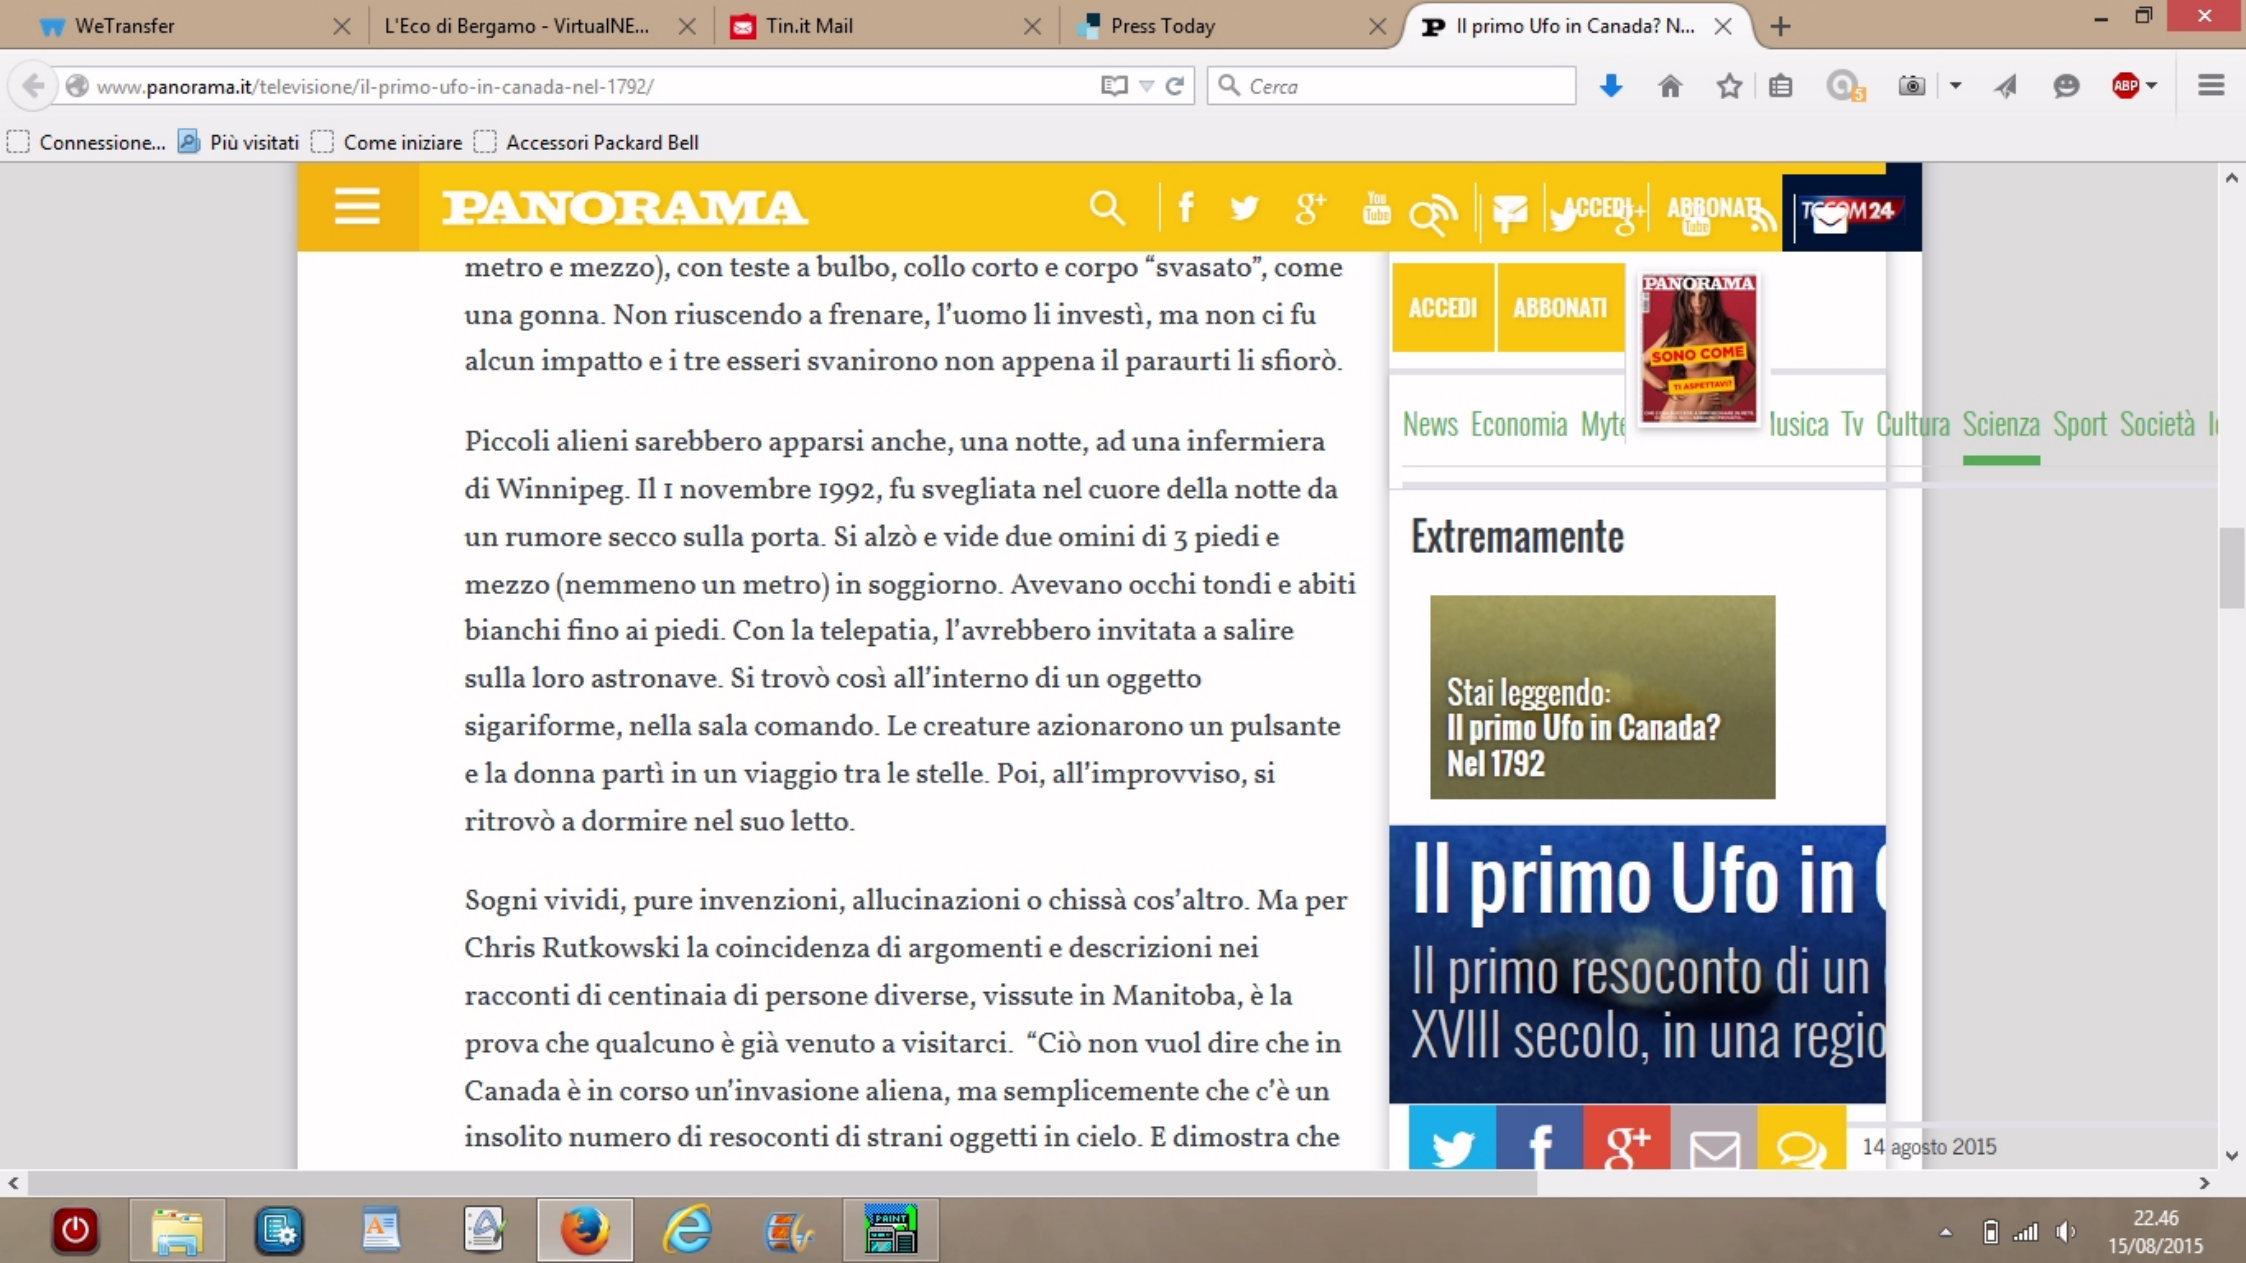 WeTransfer
L'Eco di Bergamo - VirtualNE...
Tin.it Mail
Press Today
Il primo Ufo in Canada? N...
www.panorama.it/televisione/il-primo-ufo-in-canada-nel-1792/
Cerca
5
ABP
Connessione...
Più visitati
Come iniziare
Accessori Packard Bell
PANORAMA
You Tube
ACCEDI
ABBONATI
TGCOM24
metro e mezzo), con teste a bulbo, collo corto e corpo “svasato”, come
una gonna. Non riuscendo a frenare, l’uomo li investì, ma non ci fu
alcun impatto e i tre esseri svanirono non appena il paraurti li sfiorò.
Piccoli alieni sarebbero apparsi anche, una notte, ad una infermiera
di Winnipeg. Il 1 novembre 1992, fu svegliata nel cuore della notte da
un rumore secco sulla porta. Si alzò e vide due omini di 3 piedi e
mezzo (nemmeno un metro) in soggiorno. Avevano occhi tondi e abiti
bianchi fino ai piedi. Con la telepatia, l’avrebbero invitata a salire
sulla loro astronave. Si trovò così all’interno di un oggetto
sigariforme, nella sala comando. Le creature azionarono un pulsante
e la donna partì in un viaggio tra le stelle. Poi, all’improvviso, si
ritrovò a dormire nel suo letto.
Sogni vividi, pure invenzioni, allucinazioni o chissà cos’altro. Ma per
Chris Rutkowski la coincidenza di argomenti e descrizioni nei
racconti di centinaia di persone diverse, vissute in Manitoba, è la
prova che qualcuno è già venuto a visitarci. “Ciò non vuol dire che in
Canada è in corso un’invasione aliena, ma semplicemente che c’è un
insolito numero di resoconti di strani oggetti in cielo. E dimostra che
ACCEDI
ABBONATI
PANORAMA
SONO COME
TI ASPETTAVI?
News Economia Myte lusica Tv Cultura Scienza Sport Società
Extremamente
Stai leggendo:
Il primo Ufo in Canada?
Nel 1792
Il primo Ufo in
Il primo resoconto di un
XVIII secolo, in una regio
14 agosto 2015
PAINT
22.46
15/08/2015